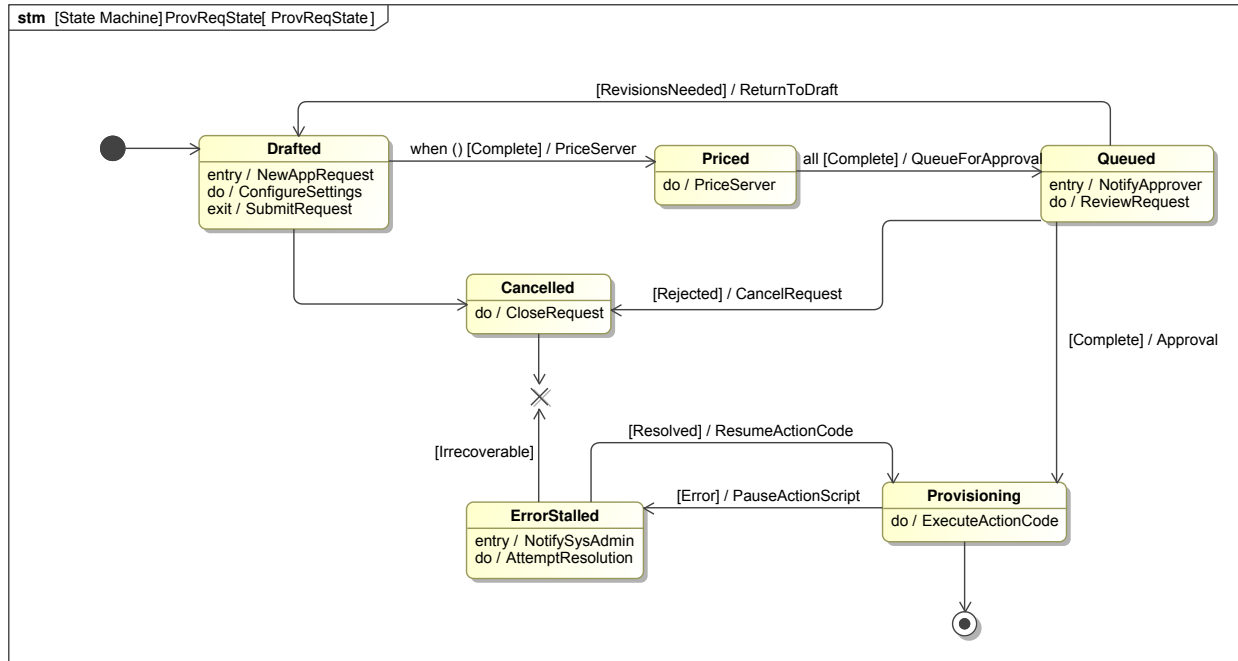 stm [State Machine] ProvReqState[ ProvReqState ]
[RevisionsNeeded] / ReturnToDraft
Drafted
entry / NewAppRequest
do / ConfigureSettings
exit / SubmitRequest
when () [Complete] / PriceServer
Priced
do / PriceServer
all [Complete] / QueueForApproval
Queued
entry / NotifyApprover
do / ReviewRequest
Cancelled
do / CloseRequest
[Rejected] / CancelRequest
[Complete] / Approval
[Irrecoverable]
[Resolved] / ResumeActionCode
[Error] / PauseActionScript
ErrorStalled
entry / NotifySysAdmin
do / AttemptResolution
Provisioning
do / ExecuteActionCode